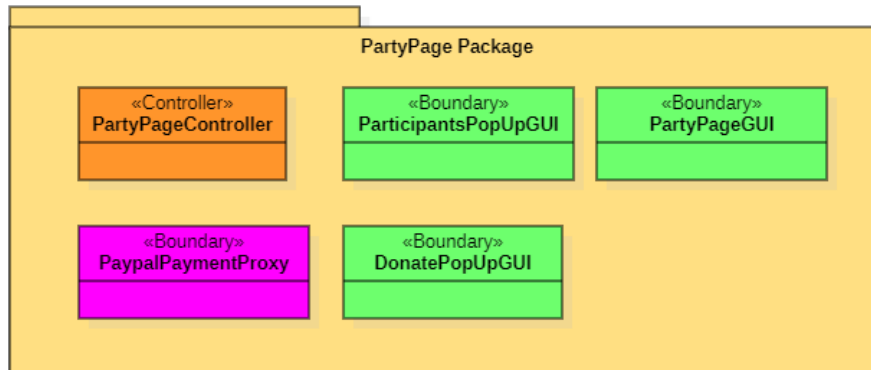 PartyPage Package
«Controller»
PartyPageController
«Boundary»
ParticipantsPopUpGUI
«Boundary»
PartyPageGUI
«Boundary»
PaypalPaymentProxy
«Boundary»
DonatePopUpGUI